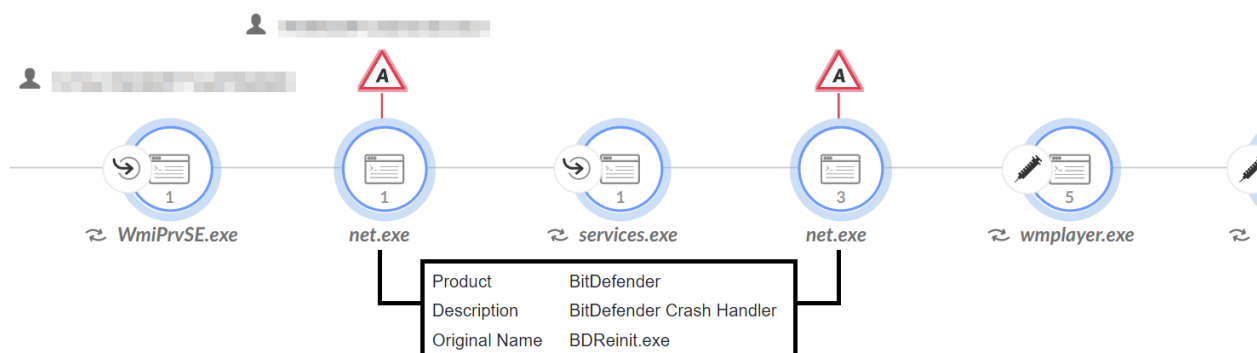 A
A
1
1
1
3
5
WmiPrvSE.exe
net.exe
services.exe
net.exe
wmplayer.exe
Product BitDefender
Description BitDefender Crash Handler
Original Name BDReinit.exe